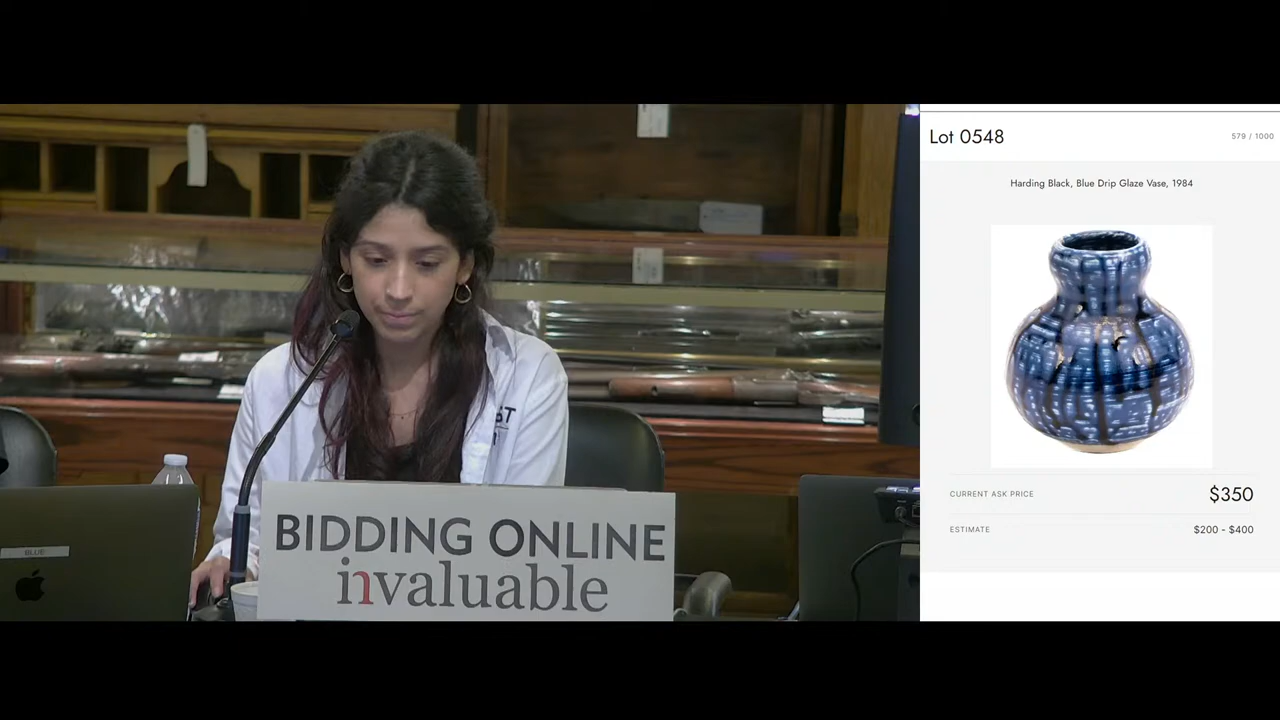 Lot 0548
579 / 1000
Harding Black, Blue Drip Glaze Vase, 1984
CURRENT ASK PRICE
$350
ESTIMATE
$200 - $400
BLUE
BIDDING ONLINE
invaluable